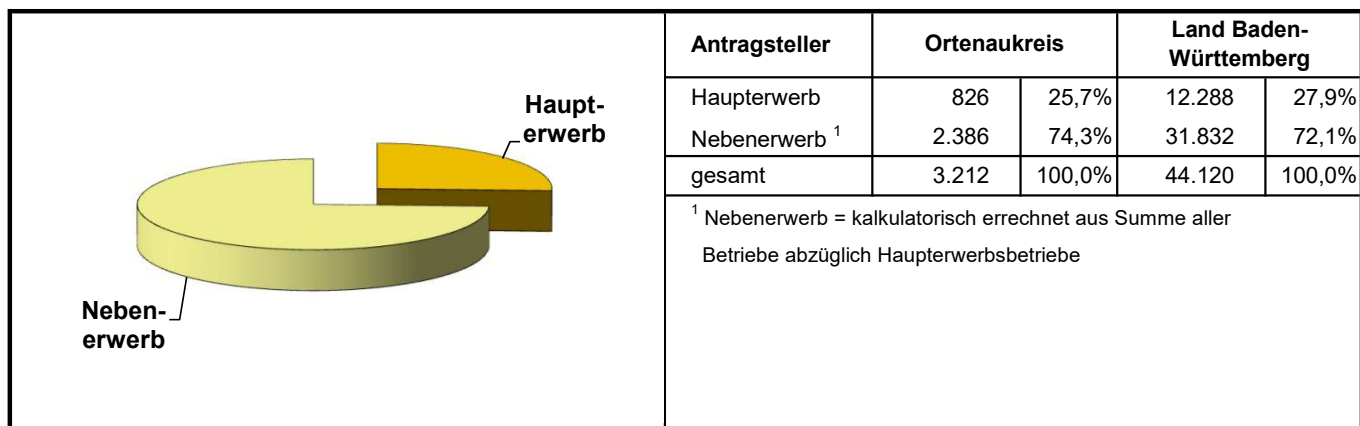 Haupt-
erwerb
Neben-
erwerb
Antragsteller Ortenaukreis Land Baden-
Württemberg
Haupterwerb 826 25,7% 12.288 27,9%
Nebenerwerb ¹ 2.386 74,3% 31.832 72,1%
gesamt 3.212 100,0% 44.120 100,0%
¹ Nebenerwerb = kalkulatorisch errechnet aus Summe aller
Betriebe abzüglich Haupterwerbsbetriebe